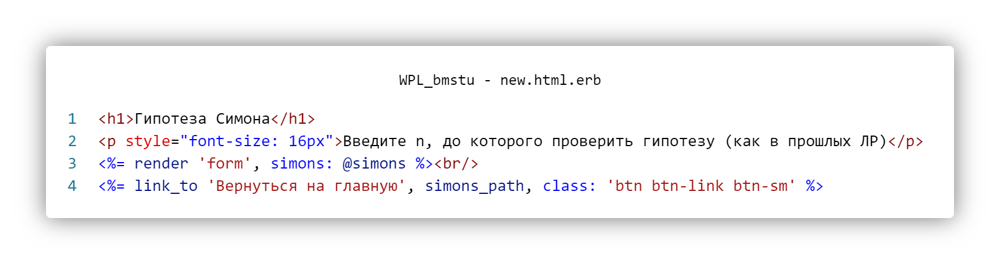 WPL_bmstu - new.html.erb
1 <h1>Гипотеза Симона</h1>
2 <p style="font-size: 16px">Введите n, до которого проверить гипотезу (как в прошлых ЛР)</p>
3 <%= render 'form', simons: @simons %><br/>
4 <%= link_to 'Вернуться на главную', simons_path, class: 'btn btn-link btn-sm' %>